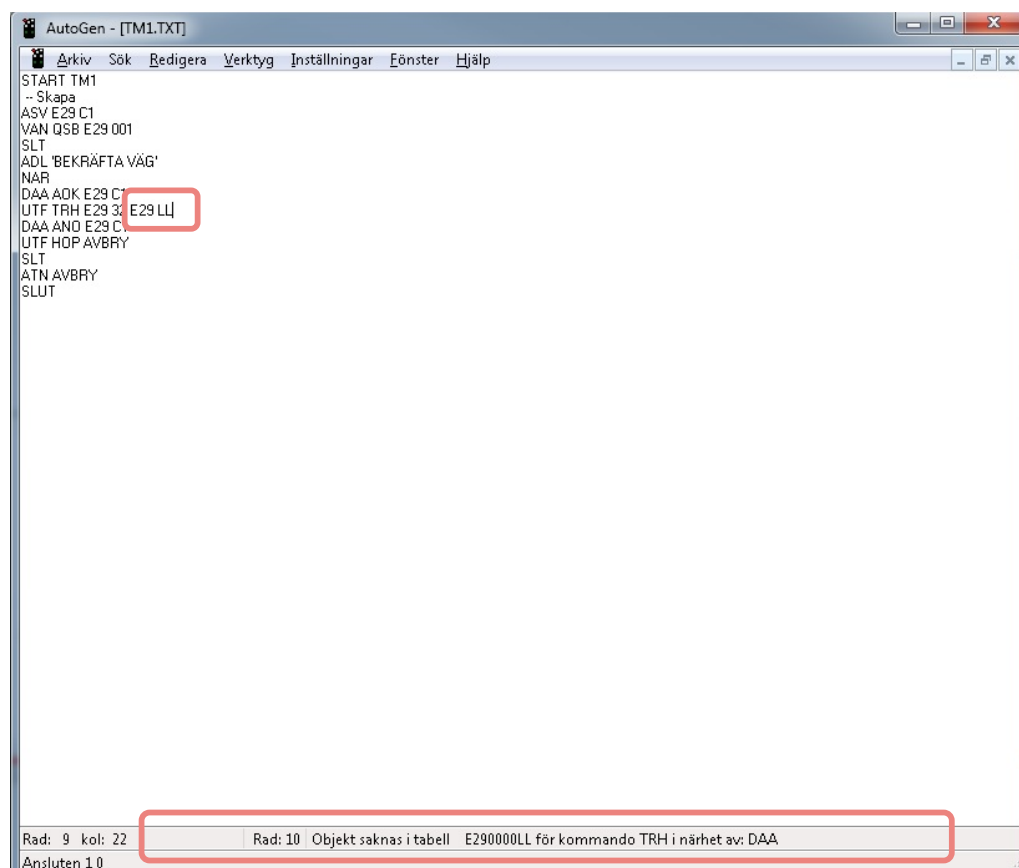 AutoGen - [TM1.TXT]
Arkiv Sök Redigera Verktyg Inställningar Fönster Hjälp
START TM1
-- Skapa
ASV E29 C1
VAN QSB E29 001
SLT
ADL 'BEKRÄFTA VÄG'
NAR
DAA AOK E29 C1
UTF TRH E29 32 E29 LL
DAA ANO E29 C1
UTF HOP AVBRY
SLT
ATN AVBRY
SLUT
Rad: 9 kol: 22 Rad: 10 Objekt saknas i tabell E290000LL för kommando TRH i närhet av: DAA
Ansluten 1 0